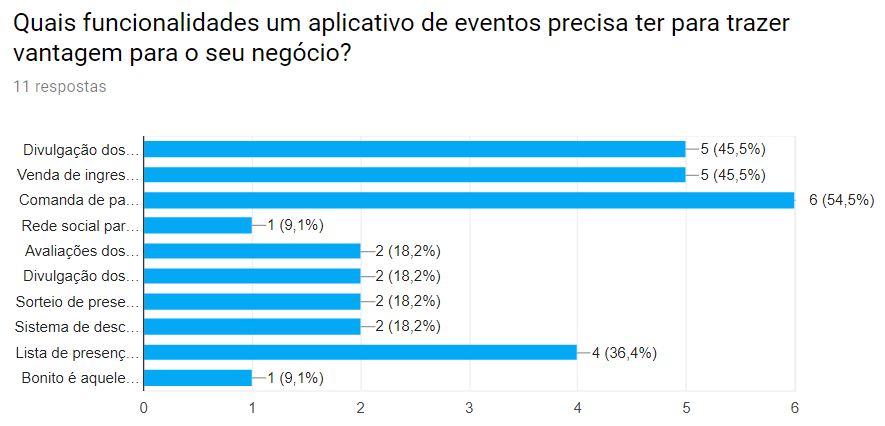 Quais funcionalidades um aplicativo de eventos precisa ter para trazer
vantagem para o seu negócio?
11 respostas
Divulgação dos… 5 (45,5%)
Venda de ingres… 5 (45,5%)
Comanda de pa… 6 (54,5%)
Rede social par… 1 (9,1%)
Avaliações dos… 2 (18,2%)
Divulgação dos… 2 (18,2%)
Sorteio de prese… 2 (18,2%)
Sistema de desc… 2 (18,2%)
Lista de presenç… 4 (36,4%)
Bonito é aquele… 1 (9,1%)
0 1 2 3 4 5 6